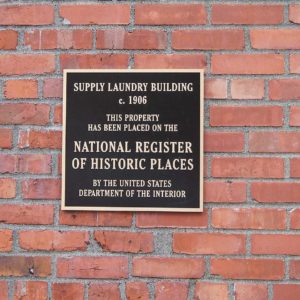 SUPPLY LAUNDRY BUILDING
c. 1906
THIS PROPERTY
HAS BEEN PLACED ON THE
NATIONAL REGISTER
OF HISTORIC PLACES
BY THE UNITED STATES
DEPARTMENT OF THE INTERIOR